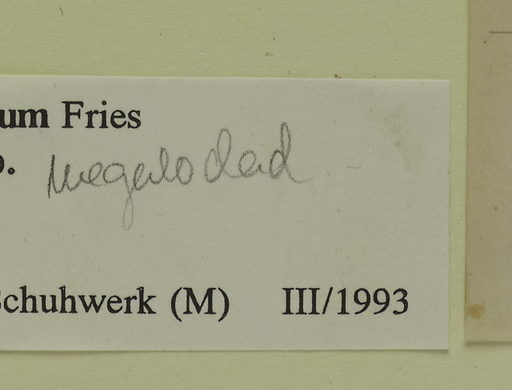 um Fries
p. megalodad
Schuhwerk (M) III/1993